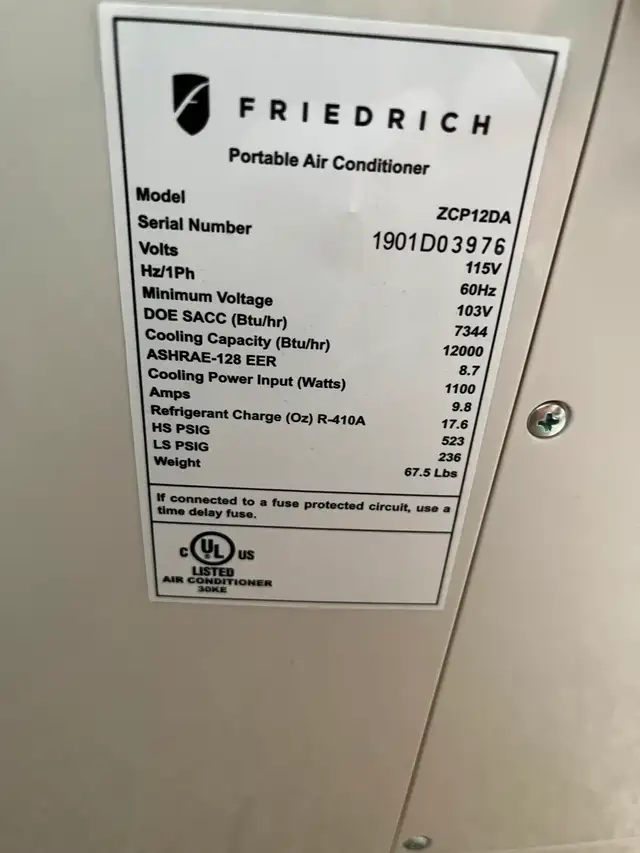 FRIEDRICH
Portable Air Conditioner
Model ZCP12DA
Serial Number 1901D03976
Volts 115V
Hz/1Ph 60Hz
Minimum Voltage 103V
DOE SACC (Btu/hr) 7344
Cooling Capacity (Btu/hr) 12000
ASHRAE-128 EER 8.7
Cooling Power Input (Watts) 1100
Amps 9.8
Refrigerant Charge (Oz) R-410A 17.6
HS PSIG 523
LS PSIG 236
Weight 67.5 Lbs
If connected to a fuse protected circuit, use a
time delay fuse.
C UL US
LISTED
AIR CONDITIONER
30KE